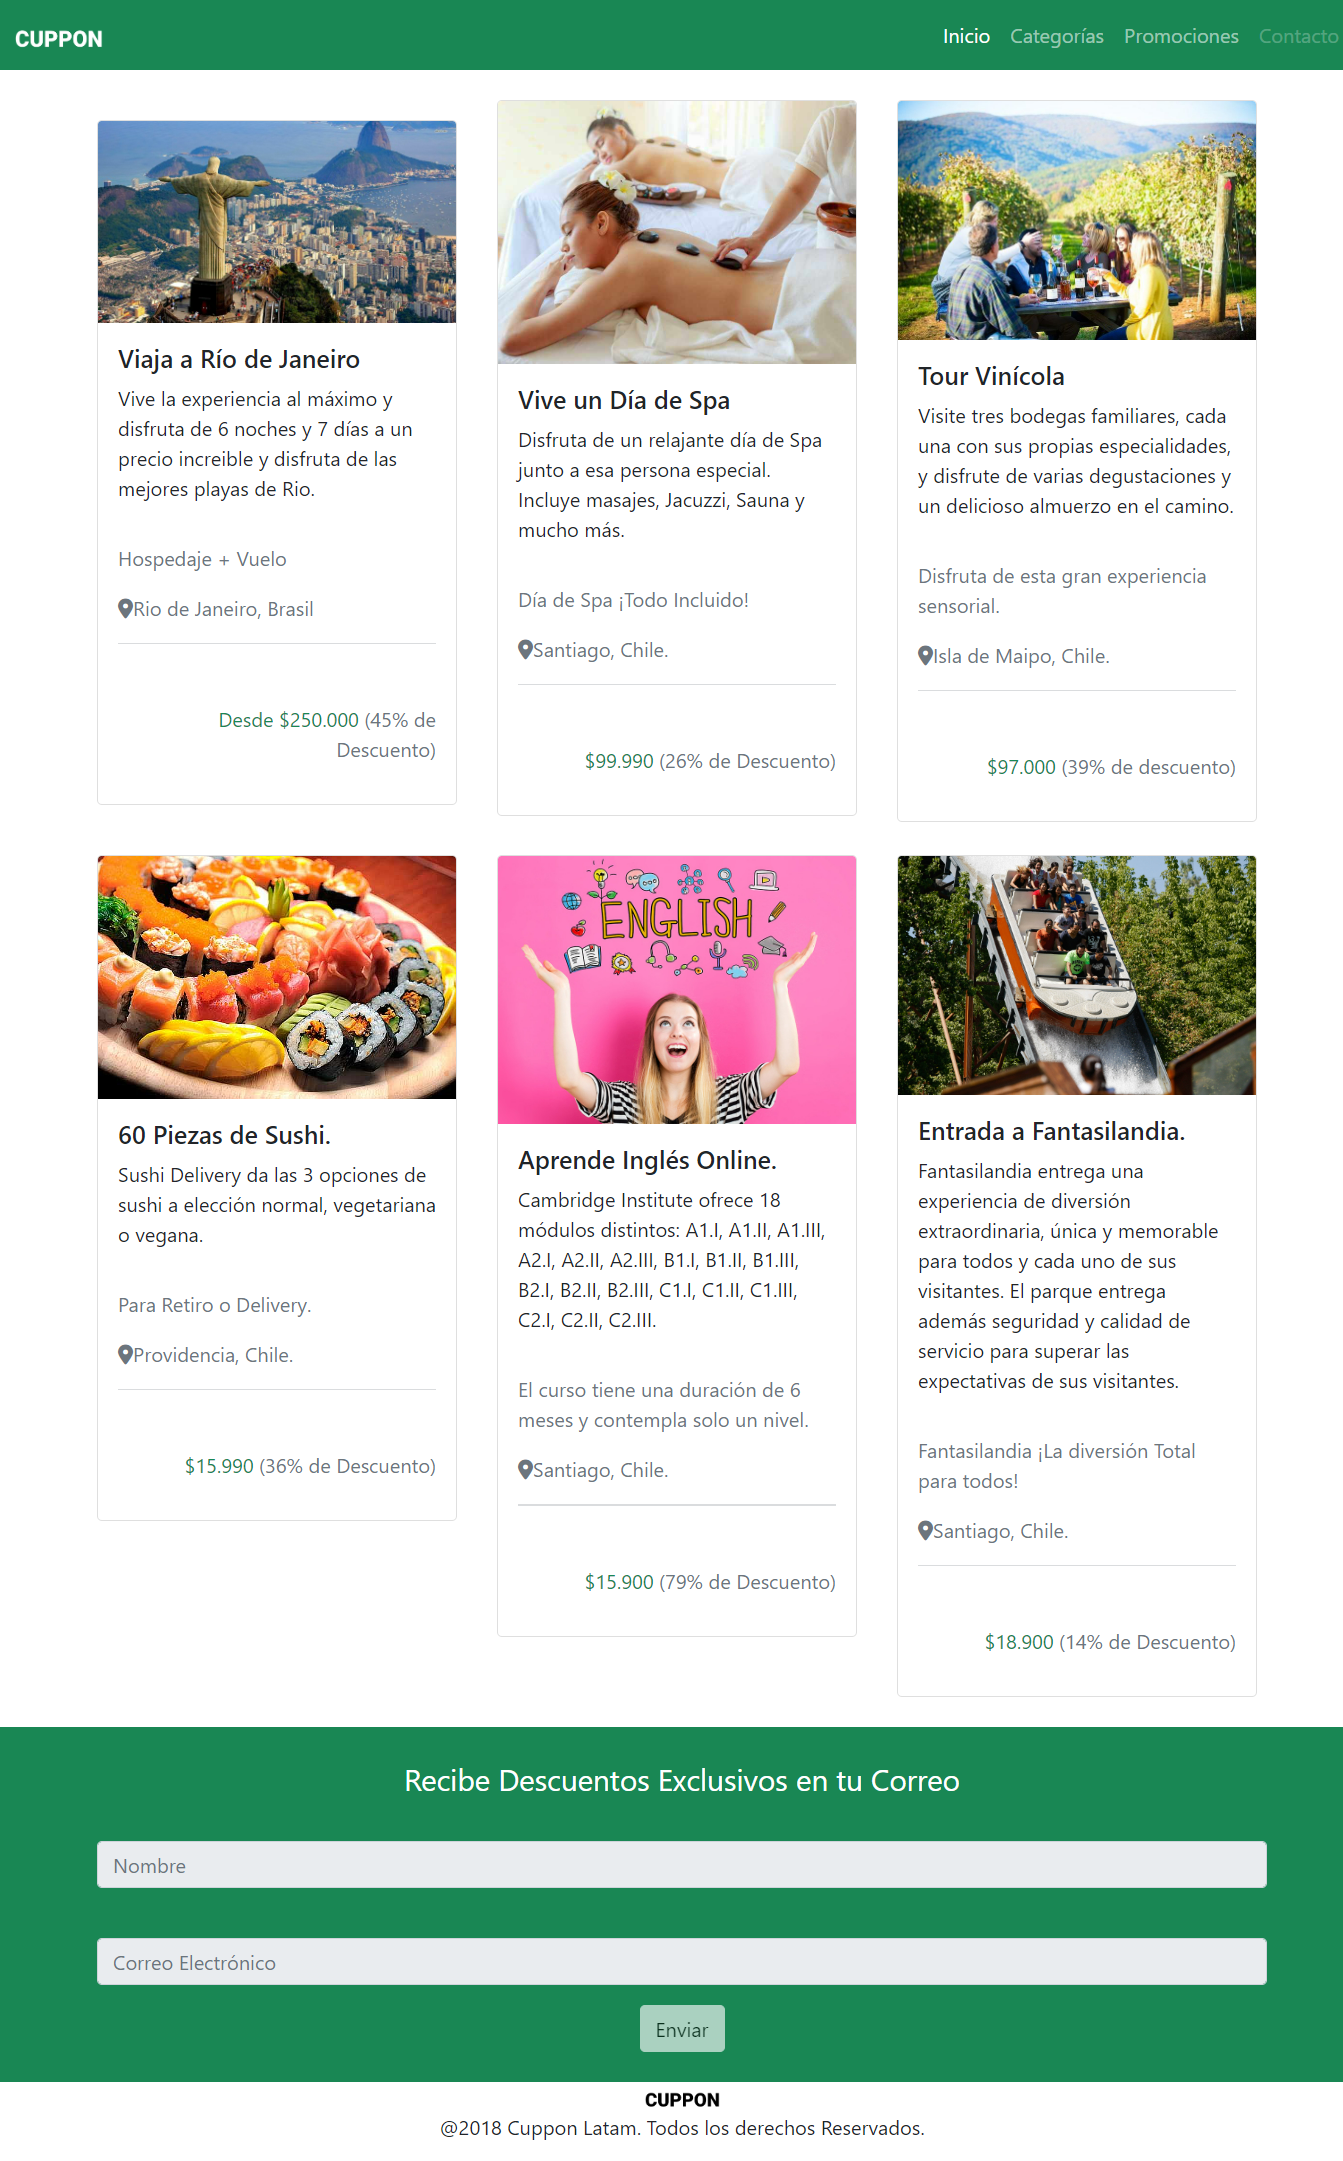 CUPPON
Inicio
Categorías
Promociones
Contacto
Viaja a Río de Janeiro
Vive la experiencia al máximo y
disfruta de 6 noches y 7 días a un
precio increible y disfruta de las
mejores playas de Rio.
Hospedaje + Vuelo
Rio de Janeiro, Brasil
Desde $250.000 (45% de
Descuento)
Vive un Día de Spa
Disfruta de un relajante día de Spa
junto a esa persona especial.
Incluye masajes, Jacuzzi, Sauna y
mucho más.
Día de Spa ¡Todo Incluido!
Santiago, Chile.
$99.990 (26% de Descuento)
Tour Vinícola
Visite tres bodegas familiares, cada
una con sus propias especialidades,
y disfrute de varias degustaciones y
un delicioso almuerzo en el camino.
Disfruta de esta gran experiencia
sensorial.
Isla de Maipo, Chile.
$97.000 (39% de descuento)
60 Piezas de Sushi.
Sushi Delivery da las 3 opciones de
sushi a elección normal, vegetariana
o vegana.
Para Retiro o Delivery.
Providencia, Chile.
$15.990 (36% de Descuento)
ENGLISH
Aprende Inglés Online.
Cambridge Institute ofrece 18
módulos distintos: A1.I, A1.II, A1.III,
A2.I, A2.II, A2.III, B1.I, B1.II, B1.III,
B2.I, B2.II, B2.III, C1.I, C1.II, C1.III,
C2.I, C2.II, C2.III.
El curso tiene una duración de 6
meses y contempla solo un nivel.
Santiago, Chile.
$15.900 (79% de Descuento)
Entrada a Fantasilandia.
Fantasilandia entrega una
experiencia de diversión
extraordinaria, única y memorable
para todos y cada uno de sus
visitantes. El parque entrega
además seguridad y calidad de
servicio para superar las
expectativas de sus visitantes.
Fantasilandia ¡La diversión Total
para todos!
Santiago, Chile.
$18.900 (14% de Descuento)
Recibe Descuentos Exclusivos en tu Correo
Nombre
Correo Electrónico
Enviar
CUPPON
@2018 Cuppon Latam. Todos los derechos Reservados.